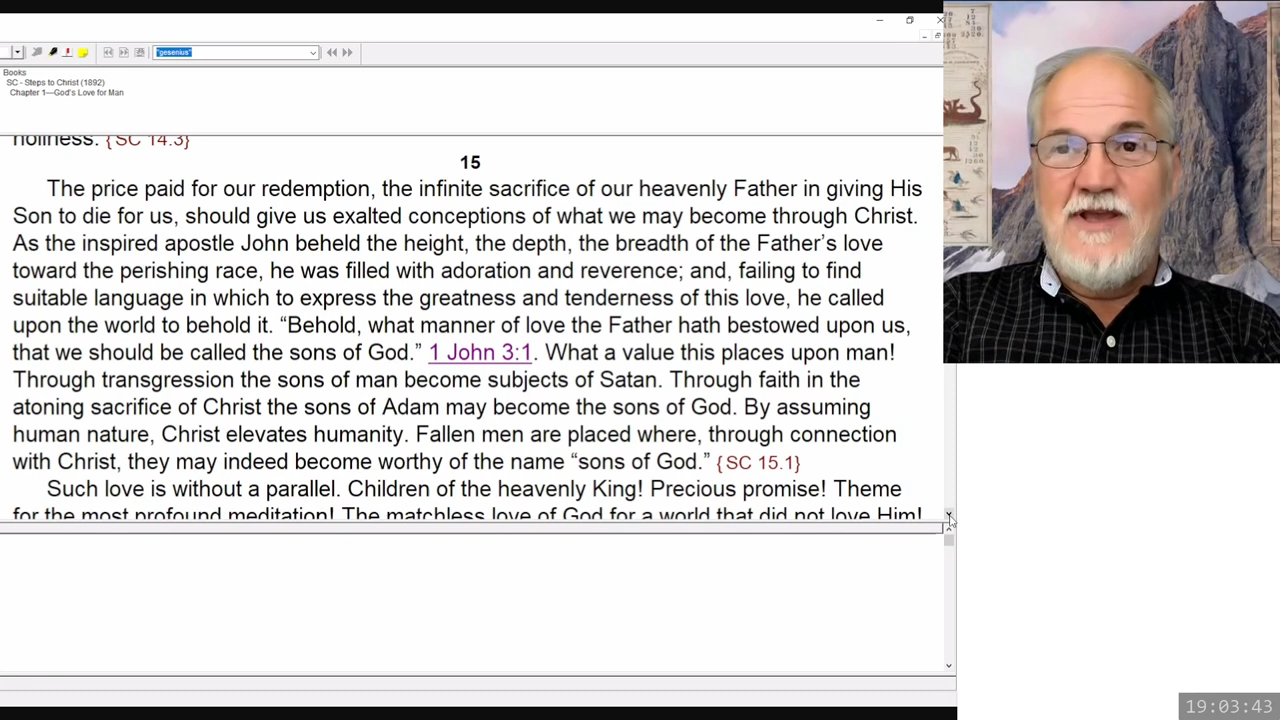 "gesenius"
Books
SC - Steps to Christ (1892)
Chapter 1—God's Love for Man
holiness. {SC 14.3}
15
The price paid for our redemption, the infinite sacrifice of our heavenly Father in giving His
Son to die for us, should give us exalted conceptions of what we may become through Christ.
As the inspired apostle John beheld the height, the depth, the breadth of the Father’s love
toward the perishing race, he was filled with adoration and reverence; and, failing to find
suitable language in which to express the greatness and tenderness of this love, he called
upon the world to behold it. “Behold, what manner of love the Father hath bestowed upon us,
that we should be called the sons of God.” 1 John 3:1. What a value this places upon man!
Through transgression the sons of man become subjects of Satan. Through faith in the
atoning sacrifice of Christ the sons of Adam may become the sons of God. By assuming
human nature, Christ elevates humanity. Fallen men are placed where, through connection
with Christ, they may indeed become worthy of the name “sons of God.” {SC 15.1}
Such love is without a parallel. Children of the heavenly King! Precious promise! Theme
for the most profound meditation! The matchless love of God for a world that did not love Him!
19:03:43